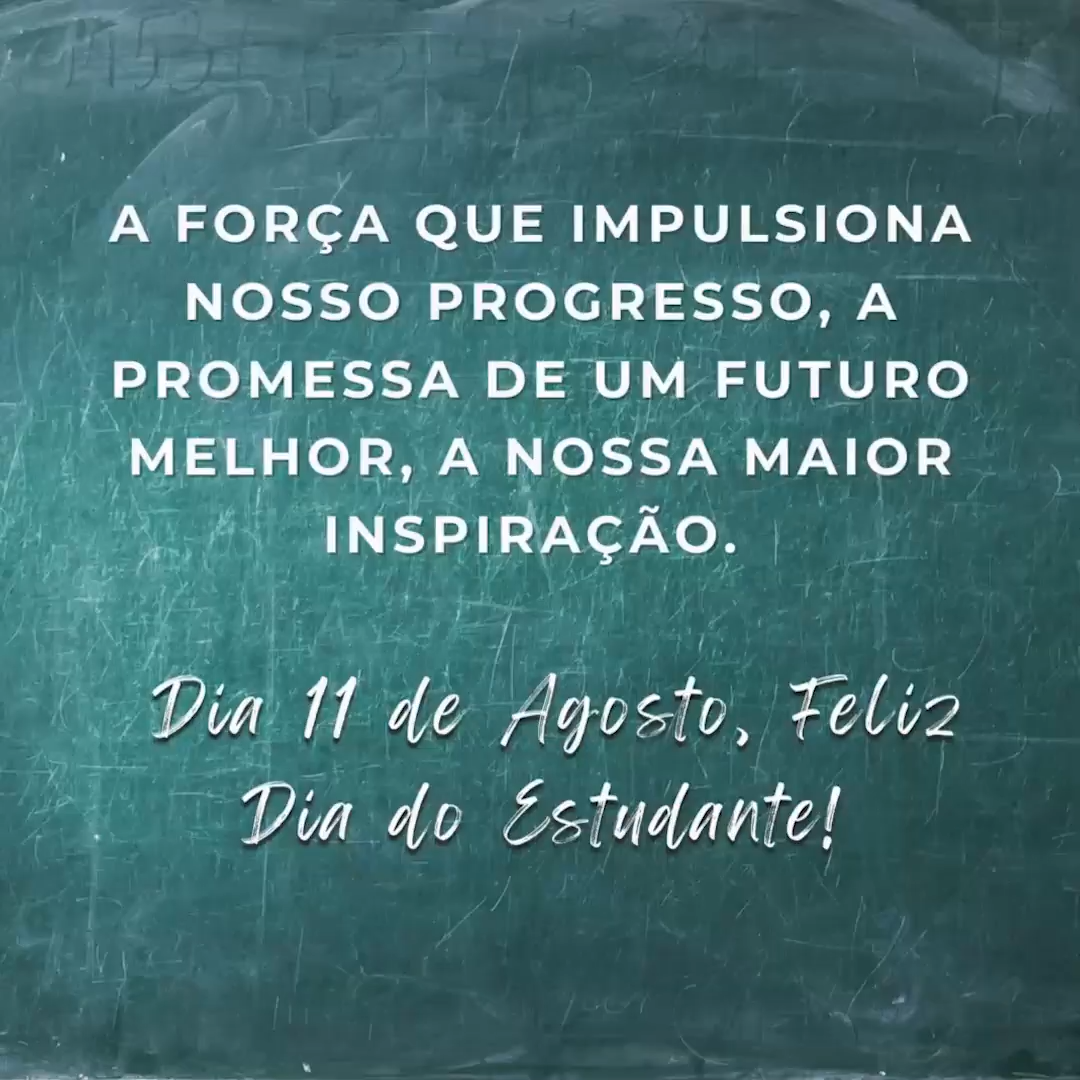 A FORÇA QUE IMPULSIONA
NOSSO PROGRESSO, A
PROMESSA DE UM FUTURO
MELHOR, A NOSSA MAIOR
INSPIRAÇÃO.
Dia 11 de Agosto, Feliz
Dia do Estudante!